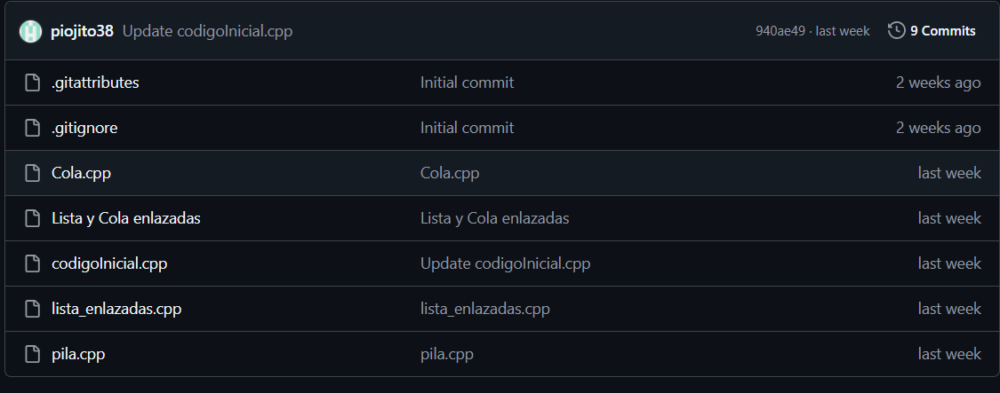 piojito38 Update codigoInicial.cpp 940ae49 · last week 9 Commits
.gitattributes Initial commit 2 weeks ago
.gitignore Initial commit 2 weeks ago
Cola.cpp Cola.cpp last week
Lista y Cola enlazadas Lista y Cola enlazadas last week
codigoInicial.cpp Update codigoInicial.cpp last week
lista_enlazadas.cpp lista_enlazadas.cpp last week
pila.cpp pila.cpp last week